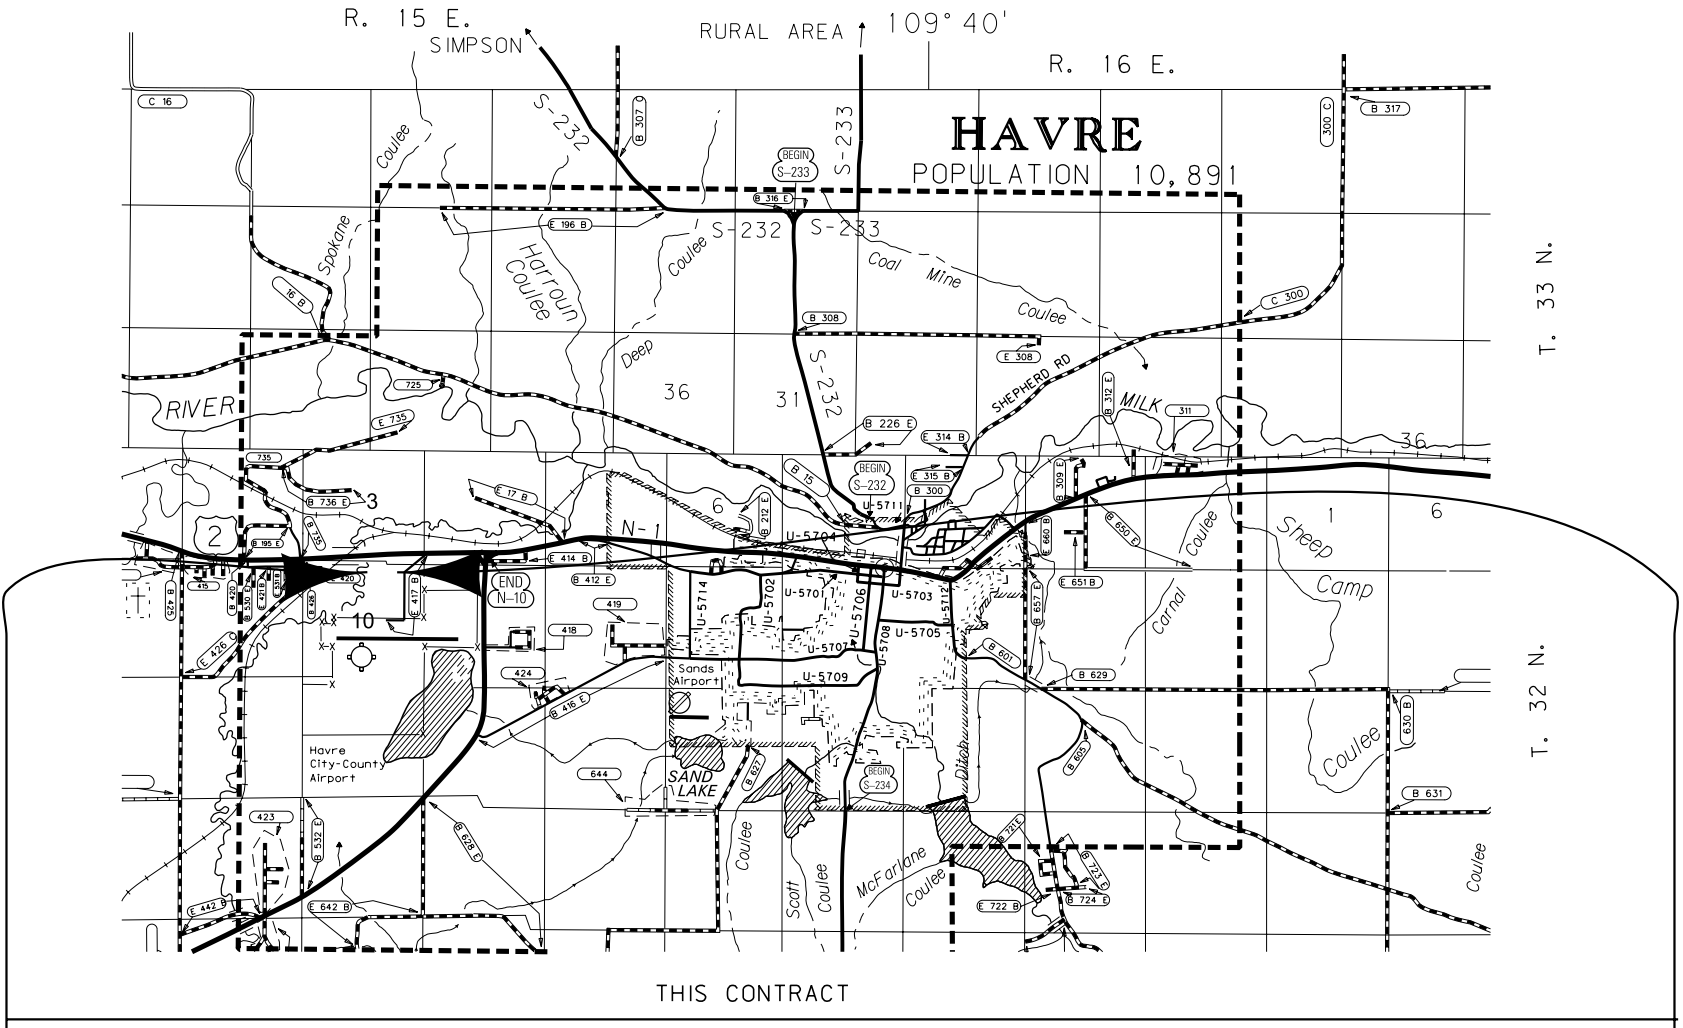 R. 15 E.
SIMPSON
RURAL AREA
109° 40'
R. 16 E.
C 16
S-232
B 307 C
S-233
HAVRE
POPULATION 10,891
300 C
B 317
Coulee
BEGIN
S-233
B 316 E
E 196 B
S-232
S-233
Spokane
Harroun
Coulee
Coulee
Coal Mine
Coulee
T. 33 N.
16 B
C 300
B 308
E 308
Deep
S-232
SHEPHERD RD
725
36
31
RIVER
E 735
B 312 E
MILK
311
B 226 E
E 314 B
36
735
B 736 E
3
E 17 B
B 15
BEGIN
S-232
E 315 B
B 300
B 309 E
6
B 212 E
U-5711
1
6
2
B 195 E
B 735
N-1
U-5704
B 660 E
B 650 E
Coulee
Sheep
Camp
E 414 B
B 412 E
END
N-10
415
B 425
B 420
B 530 E
E 421 B
531 B
420
B 426
E 417 B
E 651 B
B 657 E
U-5714
U-5702
U-5701
U-5706
U-5703
U-5712
419
10
418
U-5708
U-5705
E 426 C
U-5707
Carnal
B 601
424
Sands
Airport
U-5709
B 629
B 416 E
630 B
T. 32 N.
Havre
City-County
Airport
Ditch
B 605
Coulee
644
SAND
LAKE
B 627
BEGIN
S-234
B 631
423
B 532 E
B 628 E
Coulee
B 721 E
B 723 E
Coulee
McFarlane
Coulee
Scott
Coulee
E 442 B
E 642 B
E 722 B
B 724 E
THIS CONTRACT